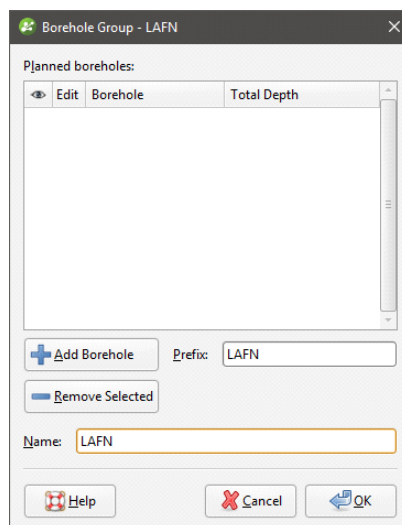 Borehole Group - LAFN
Planned boreholes:
Edit Borehole Total Depth
Add Borehole Prefix: LAFN
Remove Selected
Name: LAFN
Help Cancel OK